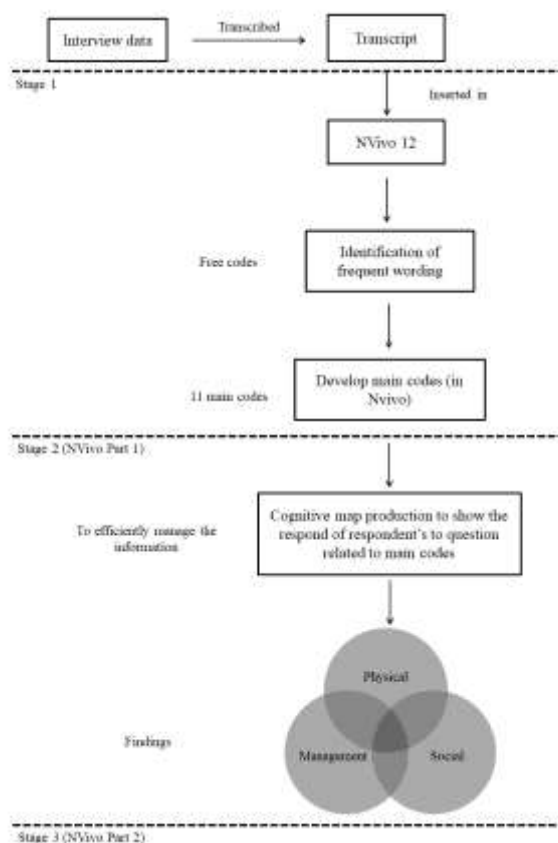 Transcribed
Interview data
Transcript
Stage 1
Inserted in
NVivo 12
Free codes
Identification of
frequent wording
11 main codes
Develop main codes (in
Nvivo)
Stage 2 (NVivo Part 1)
To efficiently manage the
information
Cognitive map production to show the
respond of respondent's to question
related to main codes
Physical
Findings
Management
Social
Stage 3 (NVivo Part 2)